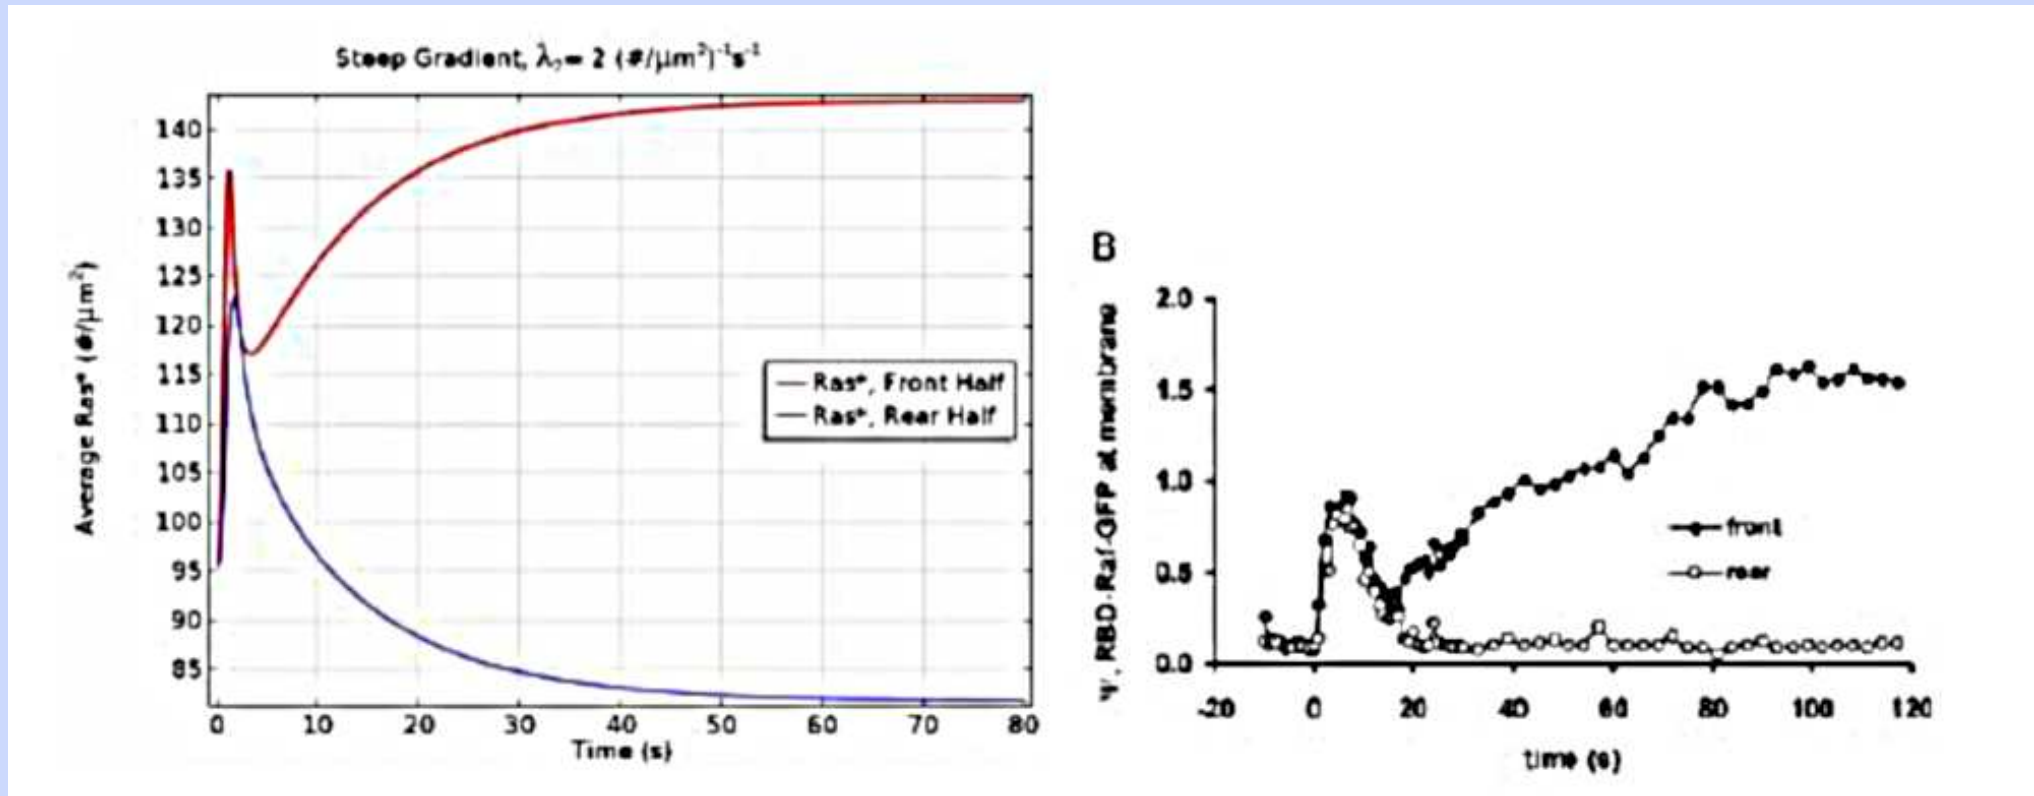 Steep Gradient, λ₂= 2 (#/μm²)⁻¹s⁻¹
Average Ras* (#/μm²)
140
135
130
125
120
115
110
105
100
95
90
85
Ras*, Front Half
Ras*, Rear Half
0 10 20 30 40 50 60 70 80
Time (s)
B
Ψ, RBD-Raf-GFP at membrane
2.0
1.5
1.0
0.5
0.0
front
rear
-20 0 20 40 60 80 100 120
time (s)